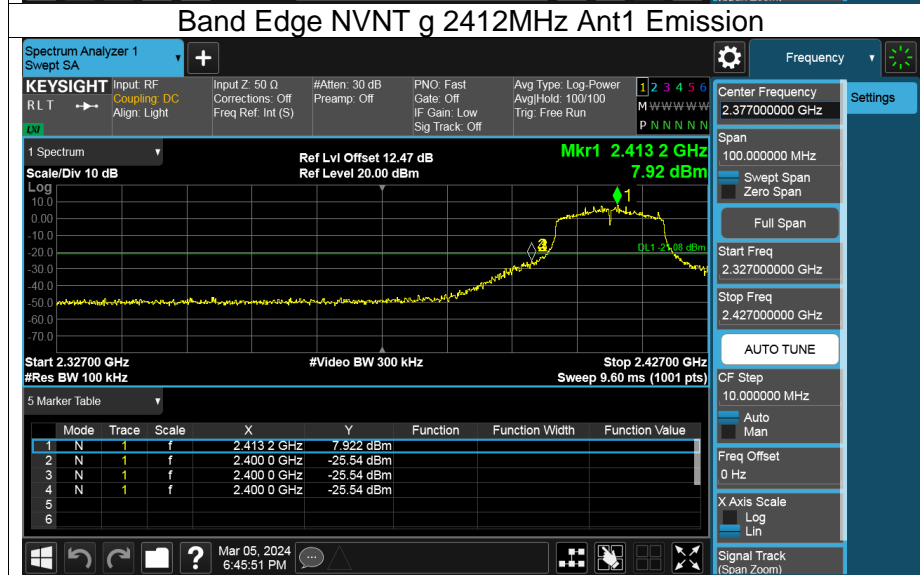 Band Edge NVNT g 2412MHz Ant1 Emission
Spectrum Analyzer 1
Swept SA
+
Frequency
KEYSIGHT Input: RF Input Z: 50 Ω #Atten: 30 dB PNO: Fast Avg Type: Log-Power 1 2 3 4 5 6
RLT Coupling: DC Corrections: Off Preamp: Off Gate: Off Avg|Hold: 100/100 M W W W W W
Align: Light Freq Ref: Int (S) IF Gain: Low Trig: Free Run
LXI Sig Track: Off P N N N N N
Center Frequency
2.377000000 GHz
Settings
Span
100.000000 MHz
Swept Span
Zero Span
Full Span
Start Freq
2.327000000 GHz
Stop Freq
2.427000000 GHz
AUTO TUNE
CF Step
10.000000 MHz
Auto
Man
Freq Offset
0 Hz
X Axis Scale
Log
Lin
Signal Track
(Span Zoom)
1 Spectrum
Ref Lvl Offset 12.47 dB Mkr1 2.413 2 GHz
Scale/Div 10 dB Ref Level 20.00 dBm 7.92 dBm
Log
10.0
0.00
-10.0
-20.0
-30.0
-40.0
-50.0
-60.0
-70.0
1
DL1 -21.08 dBm
Start 2.32700 GHz #Video BW 300 kHz Stop 2.42700 GHz
#Res BW 100 kHz Sweep 9.60 ms (1001 pts)
5 Marker Table
Mode Trace Scale X Y Function Function Width Function Value
1 N 1 f 2.413 2 GHz 7.922 dBm
2 N 1 f 2.400 0 GHz -25.54 dBm
3 N 1 f 2.400 0 GHz -25.54 dBm
4 N 1 f 2.400 0 GHz -25.54 dBm
5
6
? Mar 05, 2024
6:45:51 PM